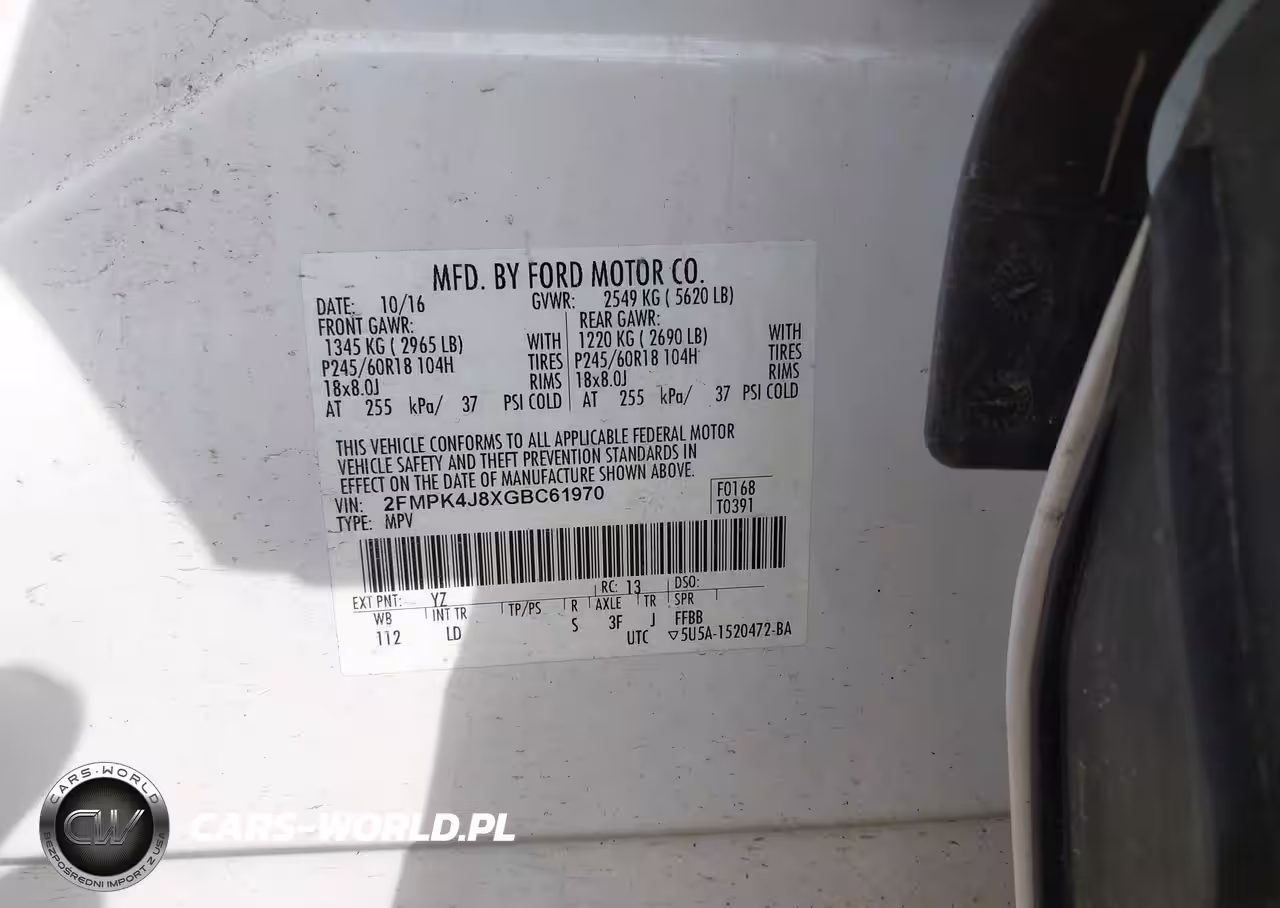 MFD. BY FORD MOTOR CO.
DATE: 10/16 GVWR: 2549 KG ( 5620 LB)
FRONT GAWR: REAR GAWR:
1345 KG ( 2965 LB) WITH 1220 KG ( 2690 LB) WITH
P245/60R18 104H TIRES P245/60R18 104H TIRES
18x8.0J RIMS 18x8.0J RIMS
AT 255 kPa/ 37 PSI COLD AT 255 kPa/ 37 PSI COLD
THIS VEHICLE CONFORMS TO ALL APPLICABLE FEDERAL MOTOR
VEHICLE SAFETY AND THEFT PREVENTION STANDARDS IN
EFFECT ON THE DATE OF MANUFACTURE SHOWN ABOVE.
VIN: 2FMPK4J8XGBC61970 F0168
TYPE: MPV T0391
EXT PNT: YZ RC: 13 DSO:
WB INT TR TP/PS R AXLE TR SPR
112 LD S 3F J FFBB
UTC ▽5U5A-1520472-BA
CARS-WORLD
CW
BEZPOŚREDNI IMPORT Z USA
CARS-WORLD.PL